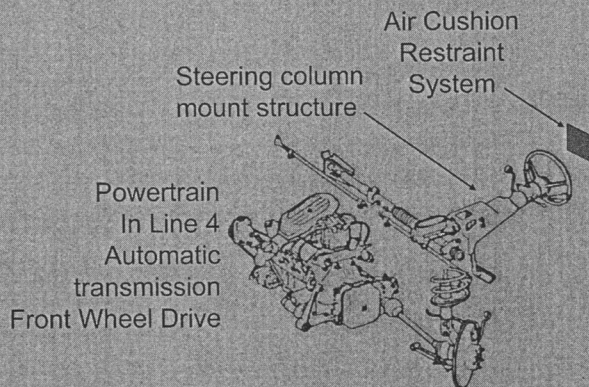 Air Cushion
Restraint
System
Steering column
mount structure
Powertrain
In Line 4
Automatic
transmission
Front Wheel Drive